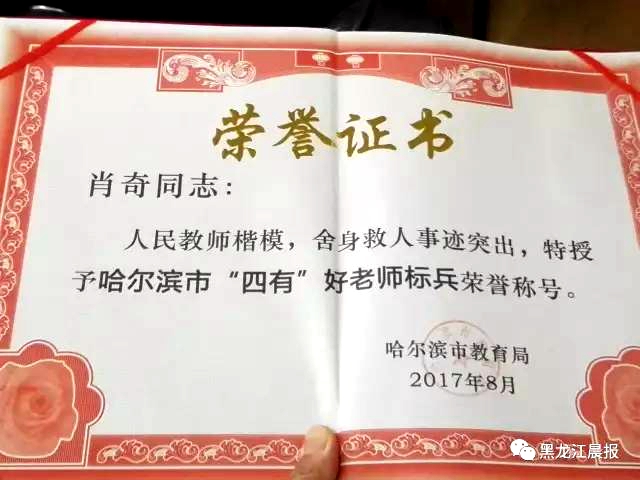 荣誉证书
肖奇同志：
人民教师楷模，舍身救人事迹突出，特授
予哈尔滨市“四有”好老师标兵荣誉称号。
哈尔滨市教育局
2017年8月
黑龙江晨报